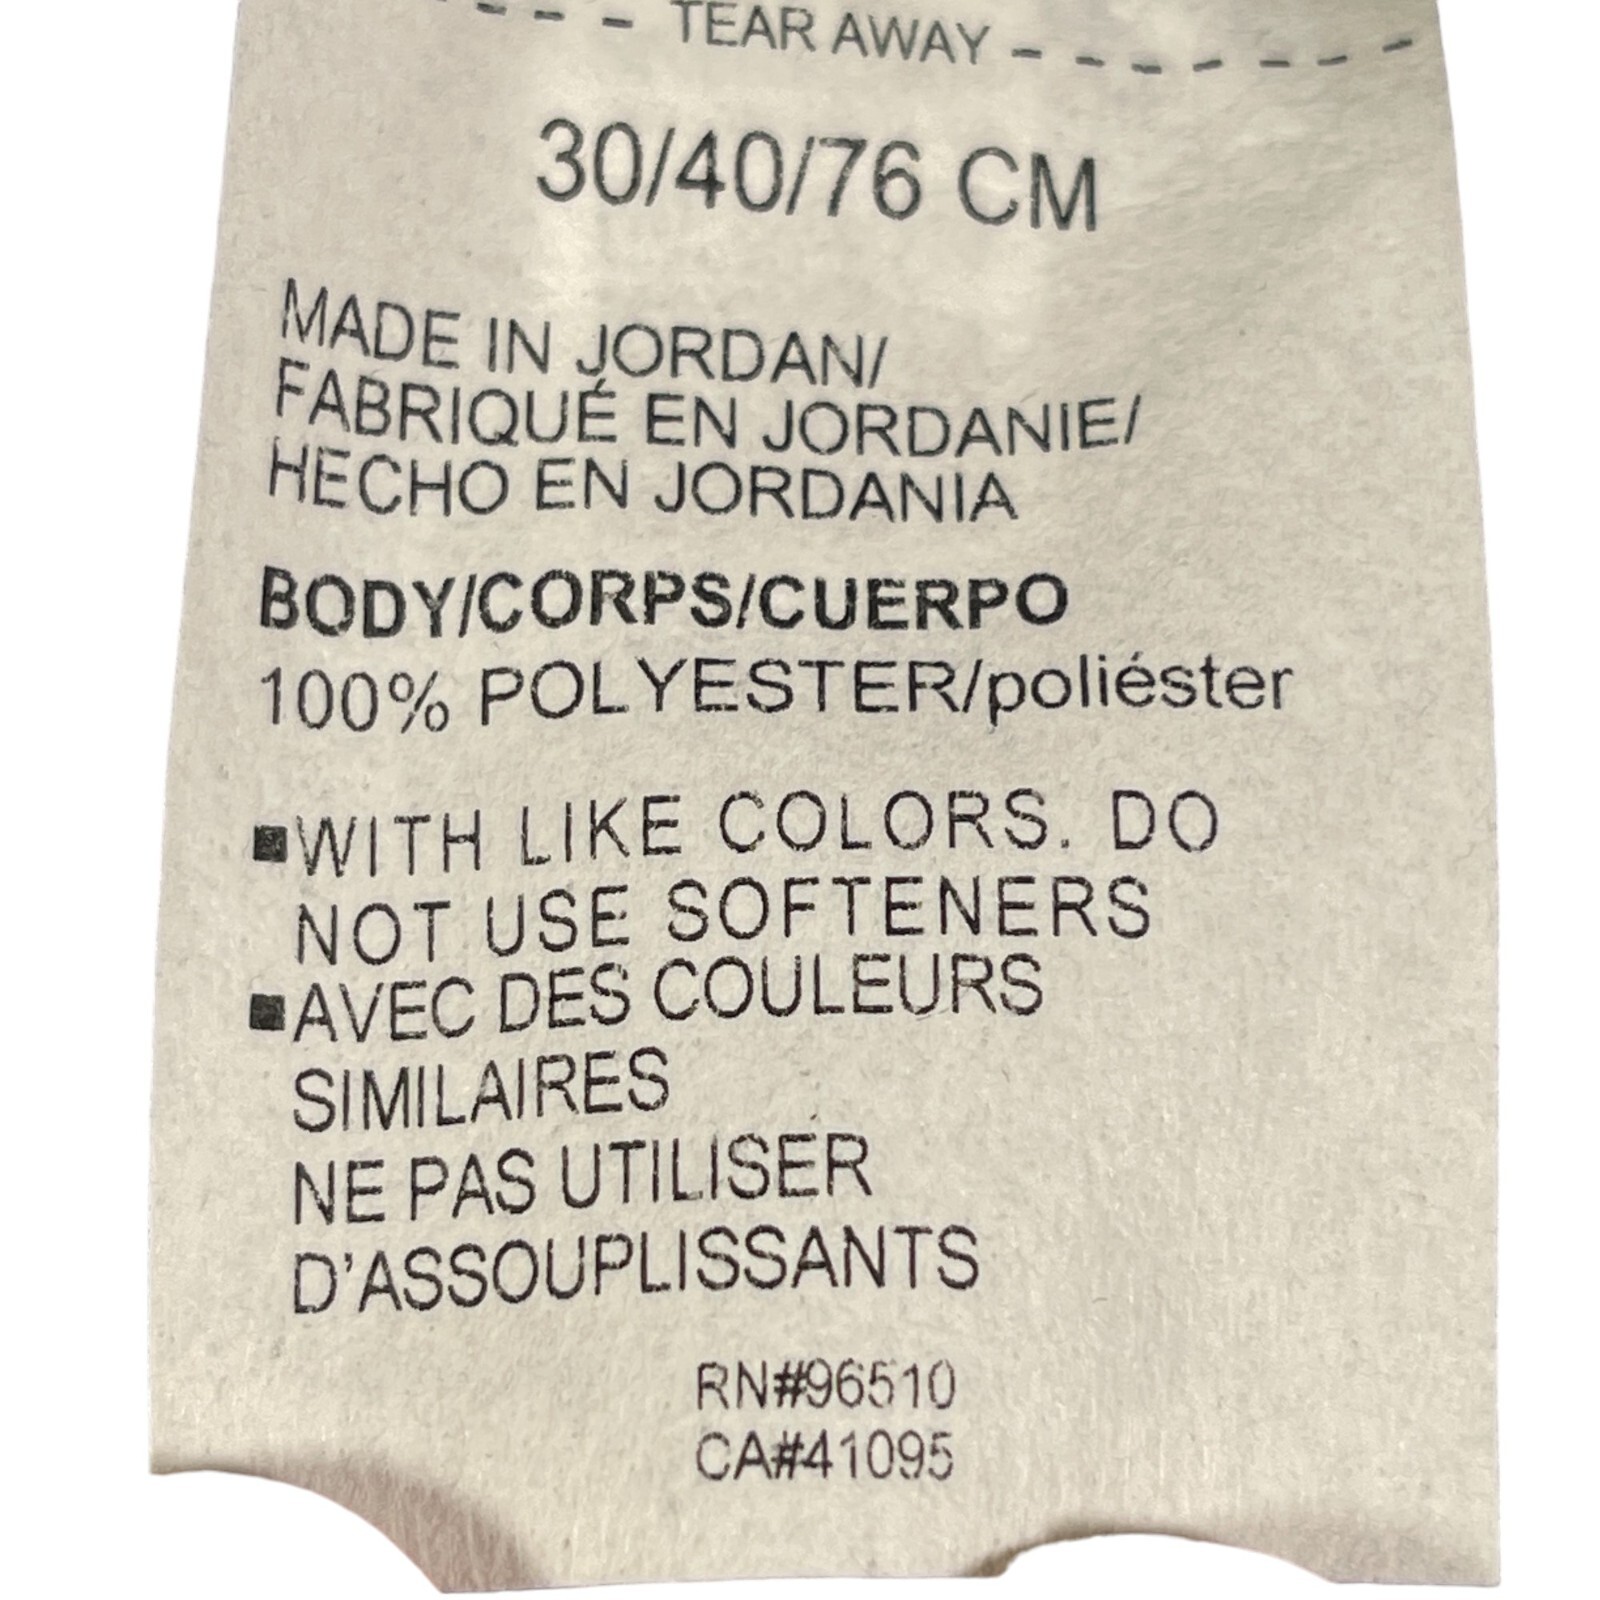 TEAR AWAY
30/40/76 CM
MADE IN JORDAN/
FABRIQUÉ EN JORDANIE/
HECHO EN JORDANIA
BODY/CORPS/CUERPO
100% POLYESTER/poliéster
▪WITH LIKE COLORS. DO
NOT USE SOFTENERS
▪AVEC DES COULEURS
SIMILAIRES
NE PAS UTILISER
D'ASSOUPLISSANTS
RN#96510
CA#41095